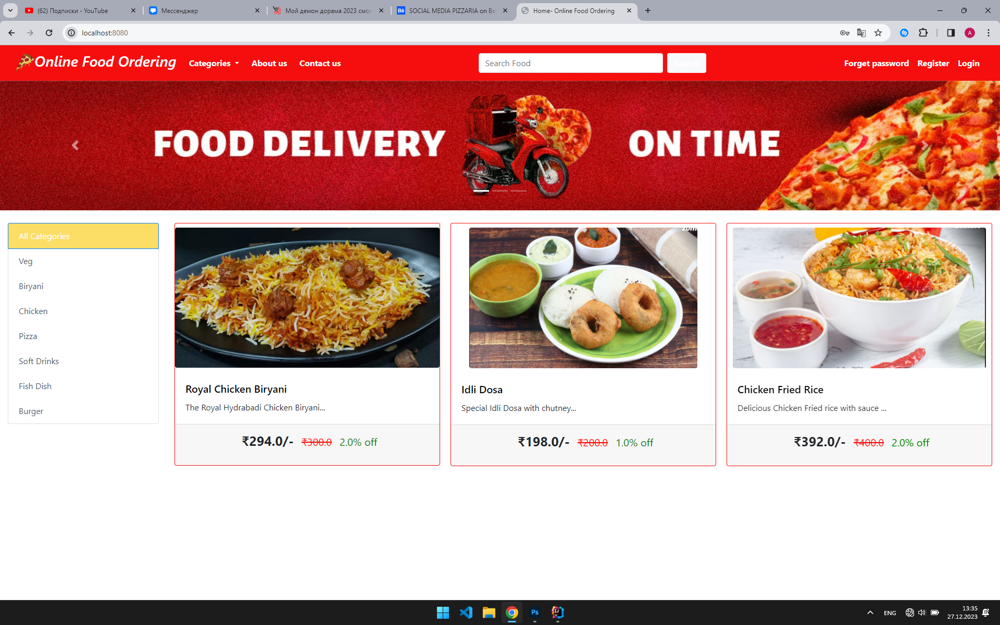 (62) Подписки - YouTube
Мессенджер
Мой демон дорама 2023 смот
SOCIAL MEDIA PIZZARIA on Be
Home- Online Food Ordering
localhost:8080
A
Online Food Ordering
Categories
About us
Contact us
Search Food
Search
Forget password
Register
Login
FOOD DELIVERY
ON TIME
All Categories
Veg
Biryani
Chicken
Pizza
Soft Drinks
Fish Dish
Burger
Royal Chicken Biryani
The Royal Hydrabadi Chicken Biryani...
₹294.0/- ₹300.0 2.0% off
Idli Dosa
Special Idli Dosa with chutney...
₹198.0/- ₹200.0 1.0% off
Chicken Fried Rice
Delicious Chicken Fried rice with sauce ...
₹392.0/- ₹400.0 2.0% off
Ps
IJ
ENG
13:35
27.12.2023